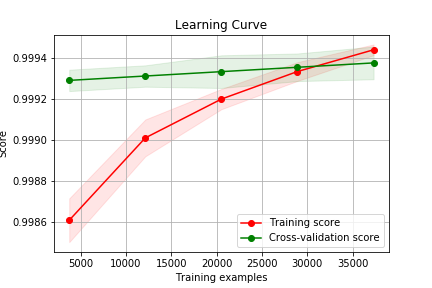 Learning Curve
0.9994
0.9992
0.9990
0.9988
0.9986
Score
Training score
Cross-validation score
5000 10000 15000 20000 25000 30000 35000
Training examples